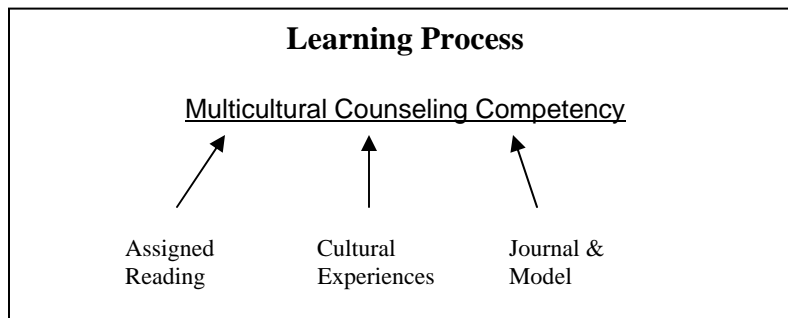 Learning Process
Multicultural Counseling Competency
Assigned
Reading
Cultural
Experiences
Journal &
Model